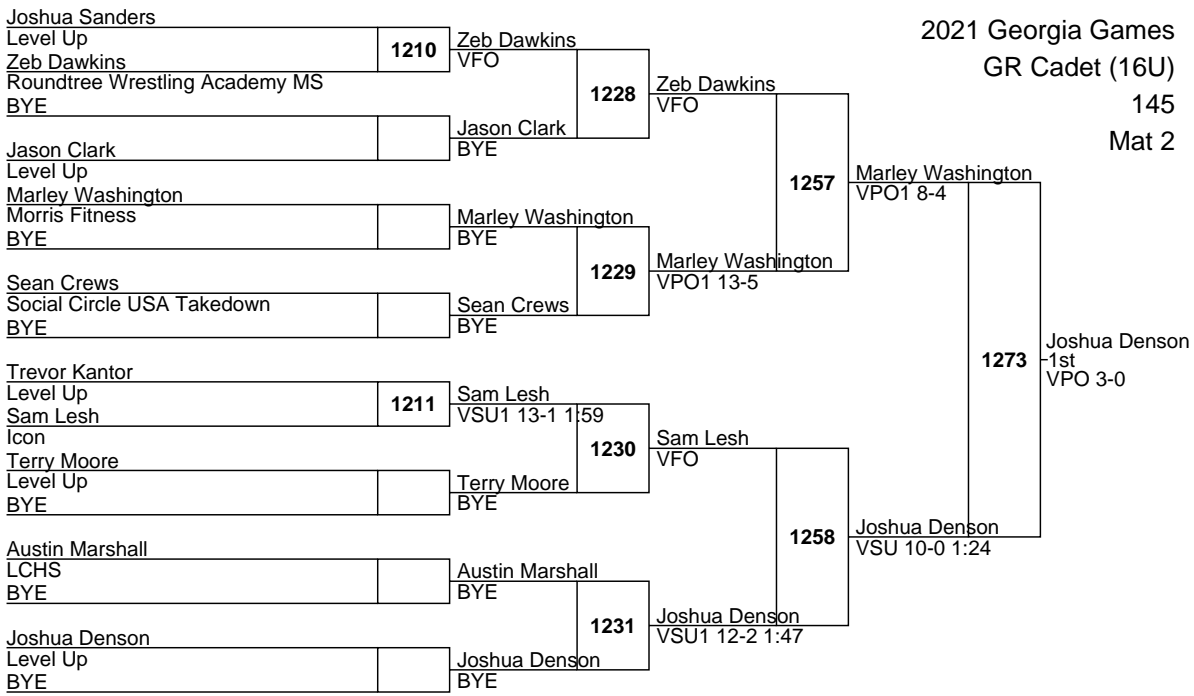 2021 Georgia Games
GR Cadet (16U)
145
Mat 2
Joshua Sanders
Level Up
Zeb Dawkins
Roundtree Wrestling Academy MS
BYE
Jason Clark
Level Up
Marley Washington
Morris Fitness
BYE
Sean Crews
Social Circle USA Takedown
BYE
Trevor Kantor
Level Up
Sam Lesh
Icon
Terry Moore
Level Up
BYE
Austin Marshall
LCHS
BYE
Joshua Denson
Level Up
BYE
1210
1211
Zeb Dawkins
VFO
Jason Clark
BYE
Marley Washington
BYE
Sean Crews
BYE
Sam Lesh
VSU1 13-1 1:59
Terry Moore
BYE
Austin Marshall
BYE
Joshua Denson
BYE
1228
1229
1230
1231
Zeb Dawkins
VFO
Marley Washington
VPO1 13-5
Sam Lesh
VFO
Joshua Denson
VSU1 12-2 1:47
1257
1258
Marley Washington
VPO1 8-4
Joshua Denson
VSU 10-0 1:24
1273
Joshua Denson
1st
VPO 3-0